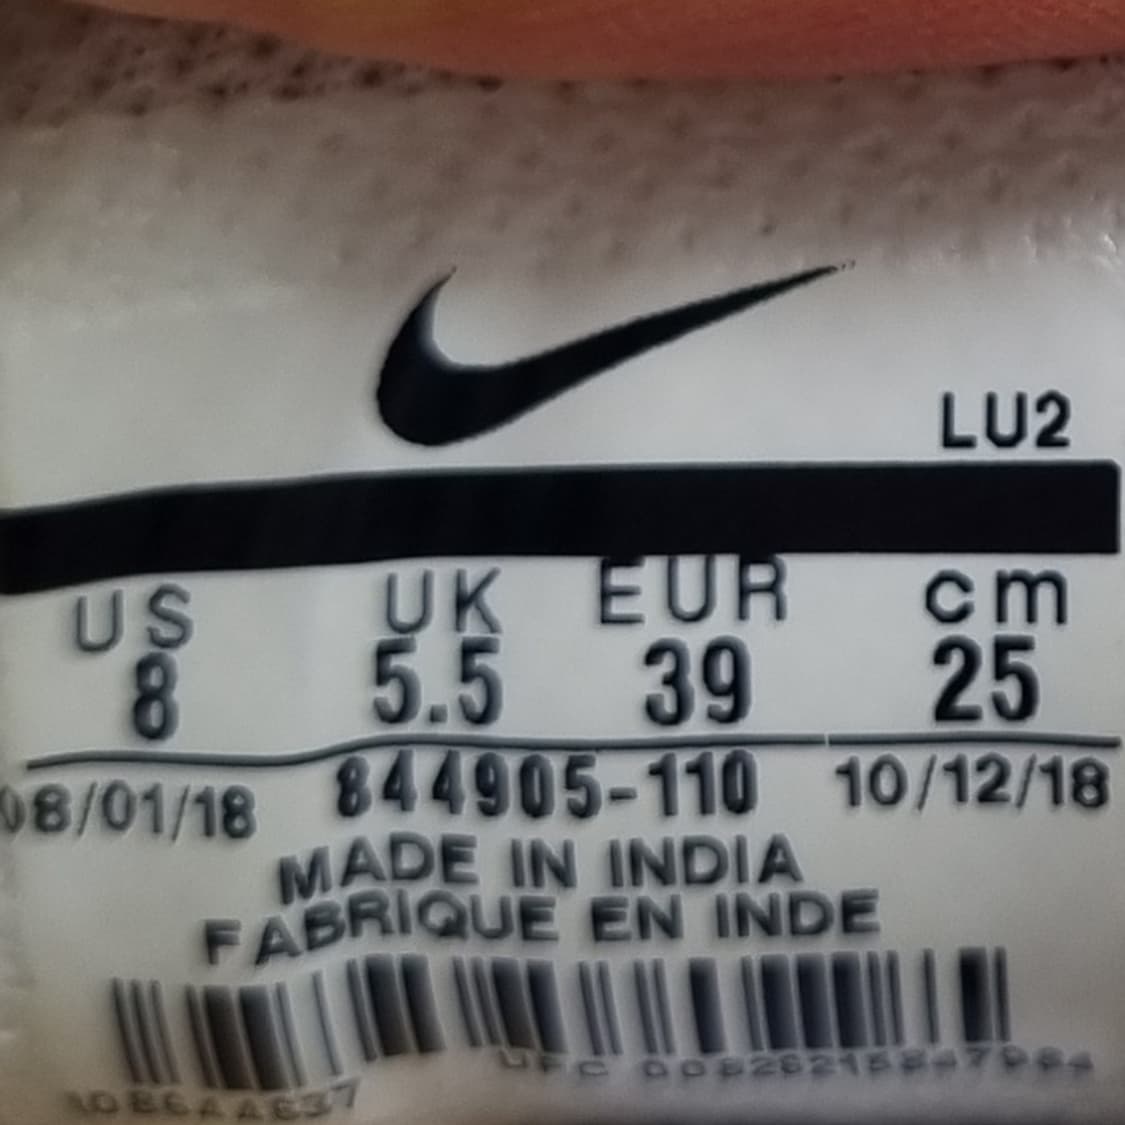 LU2
US UK EUR cm
8 5.5 39 25
08/01/18 844905-110 10/12/18
MADE IN INDIA
FABRIQUE EN INDE
UPC